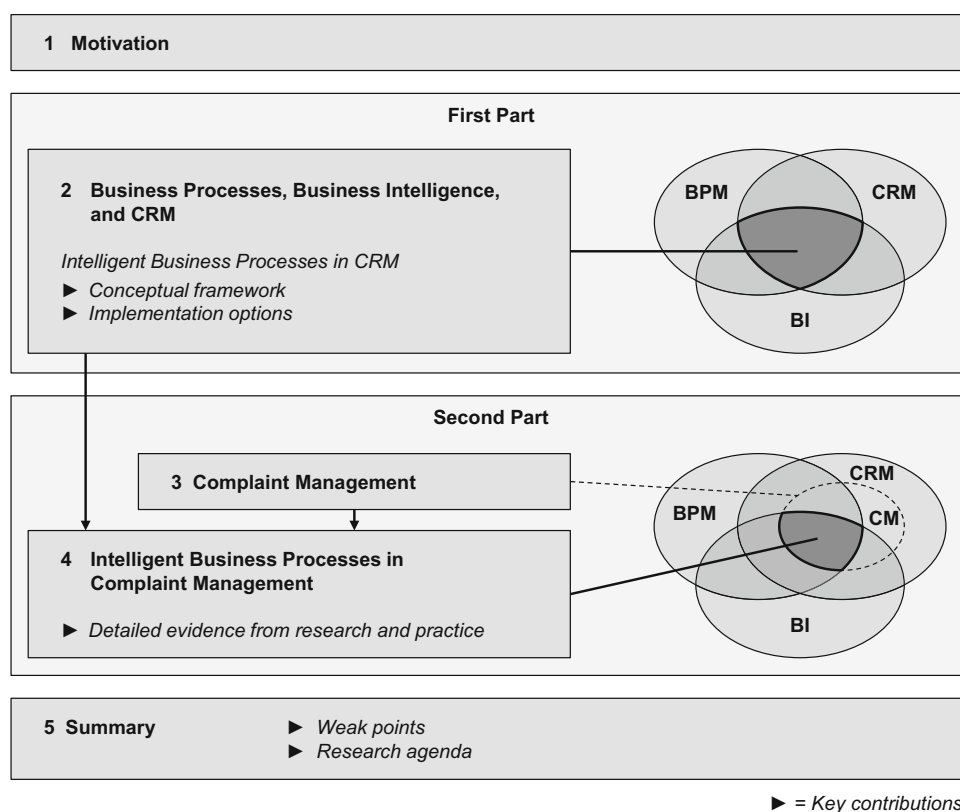 1 Motivation
First Part
2 Business Processes, Business Intelligence,
and CRM
Intelligent Business Processes in CRM
► Conceptual framework
► Implementation options
BPM
CRM
BI
Second Part
3 Complaint Management
4 Intelligent Business Processes in
Complaint Management
► Detailed evidence from research and practice
CRM
BPM
CM
BI
5 Summary ► Weak points
► Research agenda
► = Key contributions